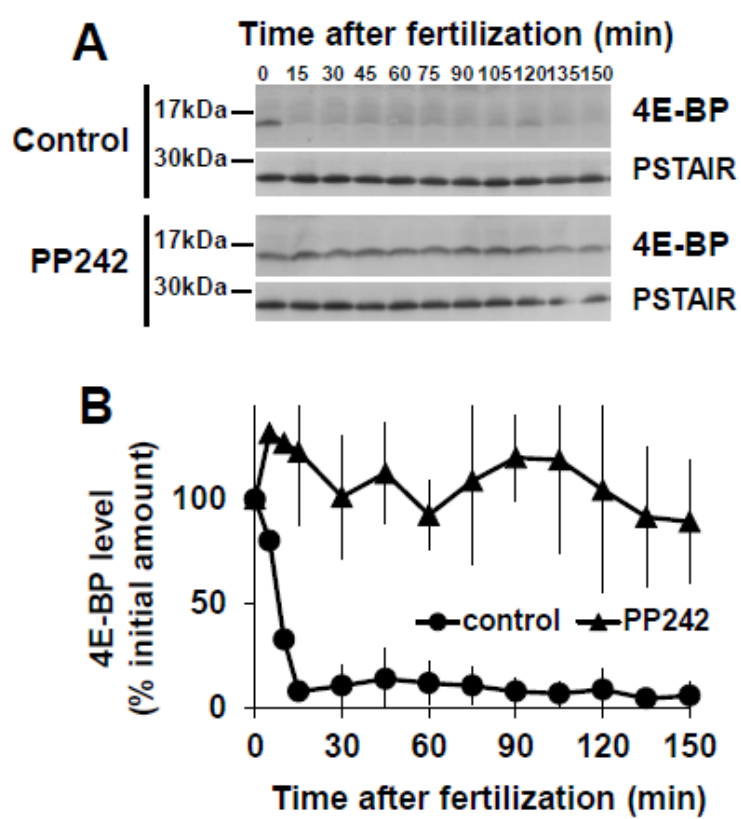 A
Time after fertilization (min)
0 15 30 45 60 75 90 105 120 135 150
Control
17kDa
4E-BP
30kDa
PSTAIR
PP242
17kDa
4E-BP
30kDa
PSTAIR
B
4E-BP level
(% initial amount)
100
50
0
control PP242
0 30 60 90 120 150
Time after fertilization (min)